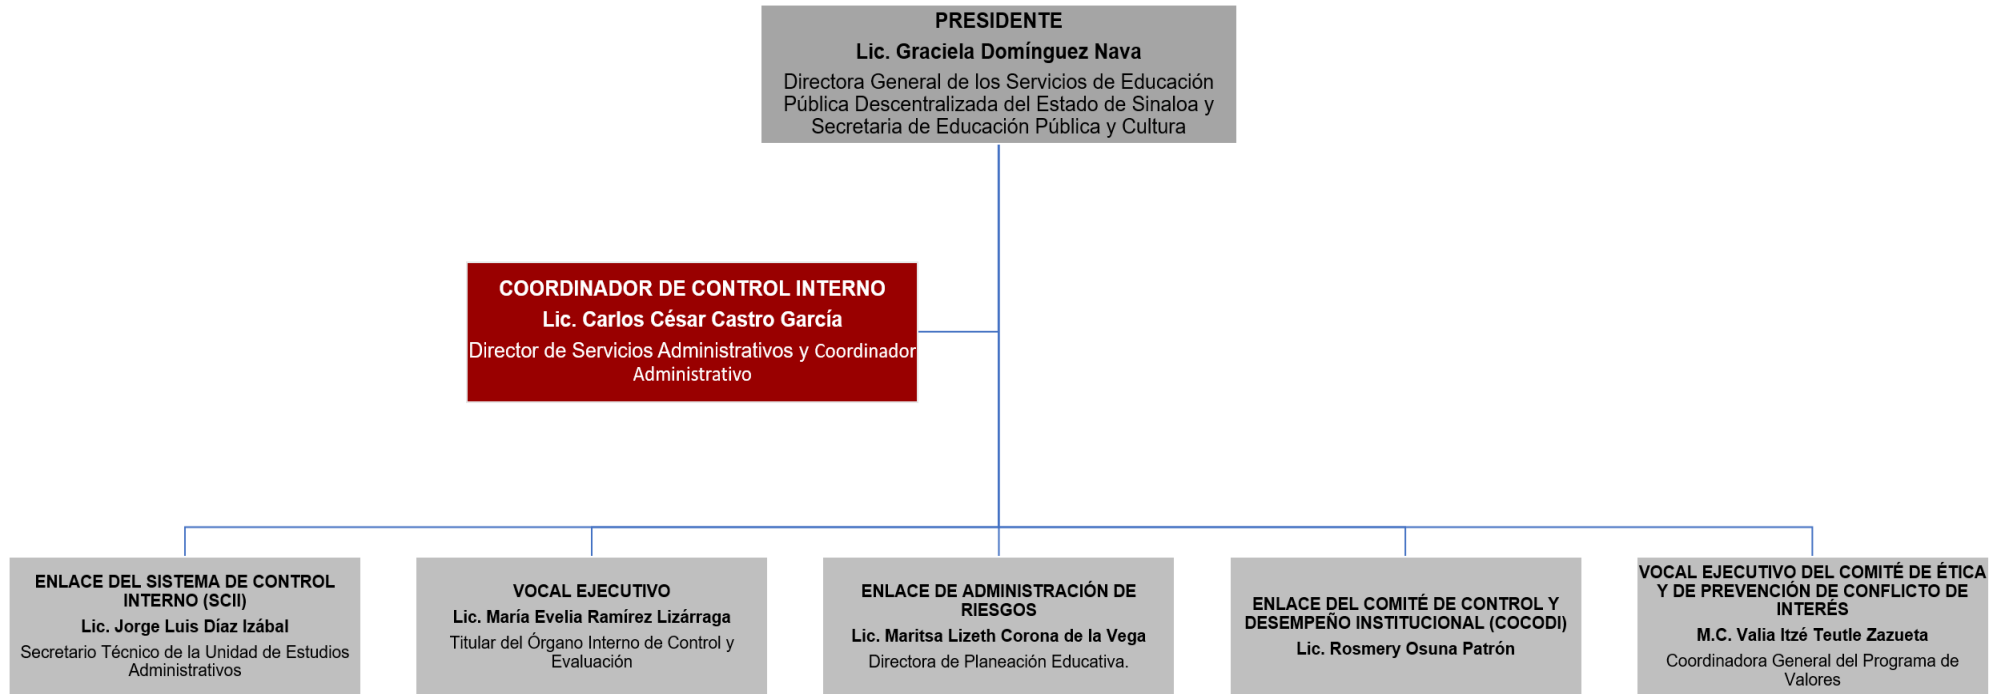 PRESIDENTE
Lic. Graciela Domínguez Nava
Directora General de los Servicios de Educación
Pública Descentralizada del Estado de Sinaloa y
Secretaria de Educación Pública y Cultura
COORDINADOR DE CONTROL INTERNO
Lic. Carlos César Castro García
Director de Servicios Administrativos y Coordinador
Administrativo
ENLACE DEL SISTEMA DE CONTROL
INTERNO (SCII)
Lic. Jorge Luis Díaz Izábal
Secretario Técnico de la Unidad de Estudios
Administrativos
VOCAL EJECUTIVO
Lic. María Evelia Ramírez Lizárraga
Titular del Órgano Interno de Control y
Evaluación
ENLACE DE ADMINISTRACIÓN DE
RIESGOS
Lic. Maritsa Lizeth Corona de la Vega
Directora de Planeación Educativa.
ENLACE DEL COMITÉ DE CONTROL Y
DESEMPEÑO INSTITUCIONAL (COCODI)
Lic. Rosmery Osuna Patrón
VOCAL EJECUTIVO DEL COMITÉ DE ÉTICA
Y DE PREVENCIÓN DE CONFLICTO DE
INTERÉS
M.C. Valia Itzé Teutle Zazueta
Coordinadora General del Programa de
Valores